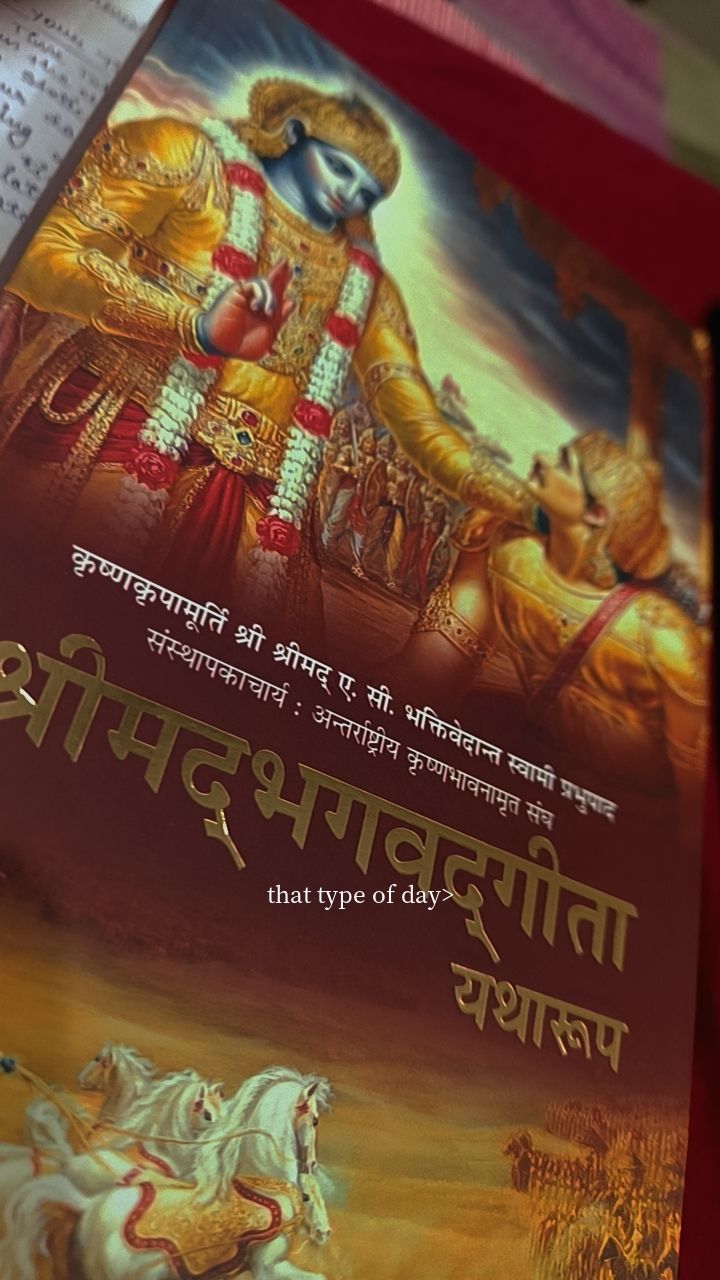 कृष्णकृपामूर्ति श्री श्रीमद् ए. सी. भक्तिवेदान्त स्वामी प्रभुपाद
संस्थापकाचार्य : अन्तर्राष्ट्रीय कृष्णभावनामृत संघ
श्रीमद्भगवद्गीता
that type of day>
यथारूप